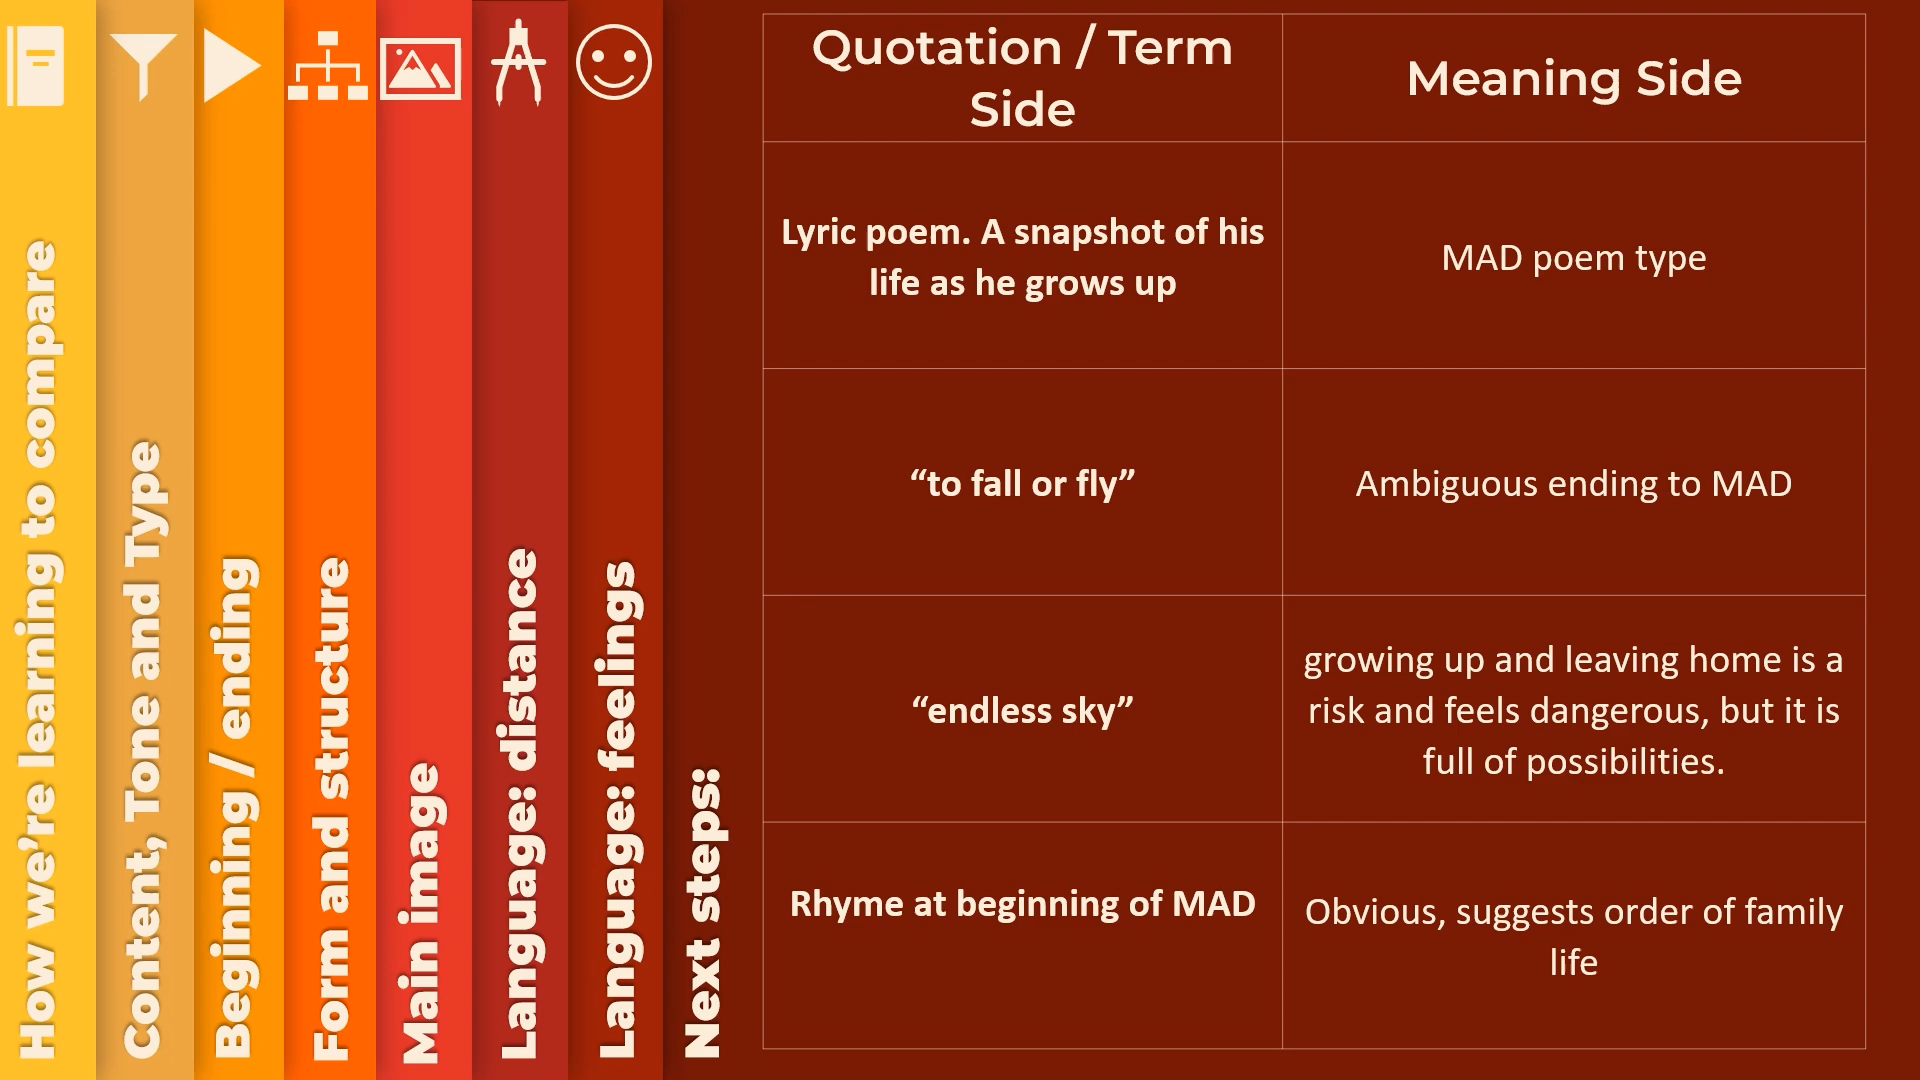 How we're learning to compare
Content, Tone and Type
Beginning / ending
Form and structure
Main image
Language: distance
Language: feelings
Next steps:
Quotation / Term
Side
Meaning Side
Lyric poem. A snapshot of his
life as he grows up
MAD poem type
“to fall or fly”
Ambiguous ending to MAD
“endless sky”
growing up and leaving home is a
risk and feels dangerous, but it is
full of possibilities.
Rhyme at beginning of MAD
Obvious, suggests order of family
life